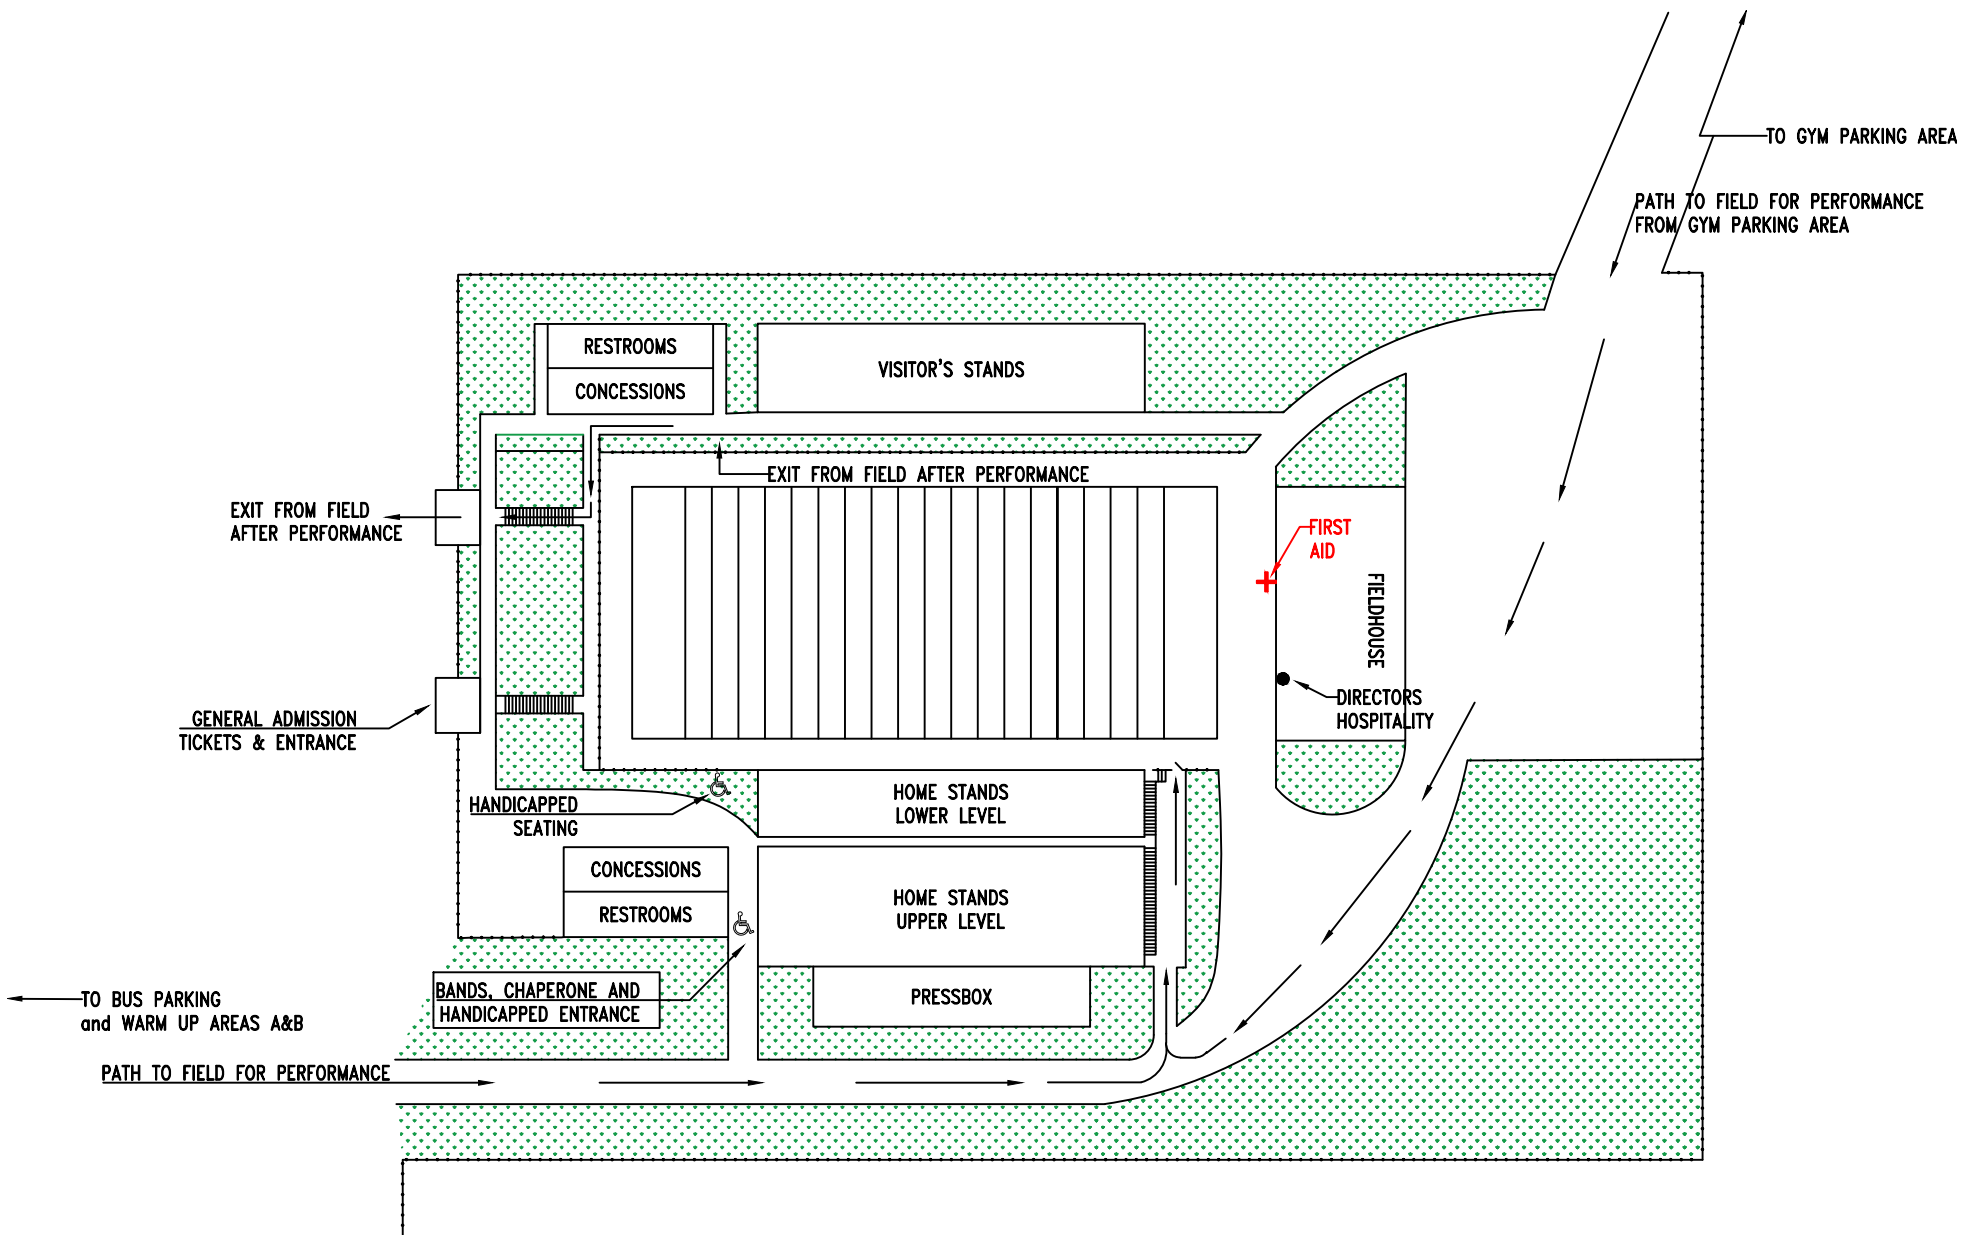 TO GYM PARKING AREA
PATH TO FIELD FOR PERFORMANCE
FROM GYM PARKING AREA
RESTROOMS
CONCESSIONS
VISITOR'S STANDS
EXIT FROM FIELD AFTER PERFORMANCE
EXIT FROM FIELD
AFTER PERFORMANCE
FIRST
AID
FIELDHOUSE
DIRECTORS
HOSPITALITY
GENERAL ADMISSION
TICKETS & ENTRANCE
HANDICAPPED
SEATING
HOME STANDS
LOWER LEVEL
CONCESSIONS
RESTROOMS
HOME STANDS
UPPER LEVEL
BANDS, CHAPERONE AND
HANDICAPPED ENTRANCE
PRESSBOX
TO BUS PARKING
and WARM UP AREAS A&B
PATH TO FIELD FOR PERFORMANCE